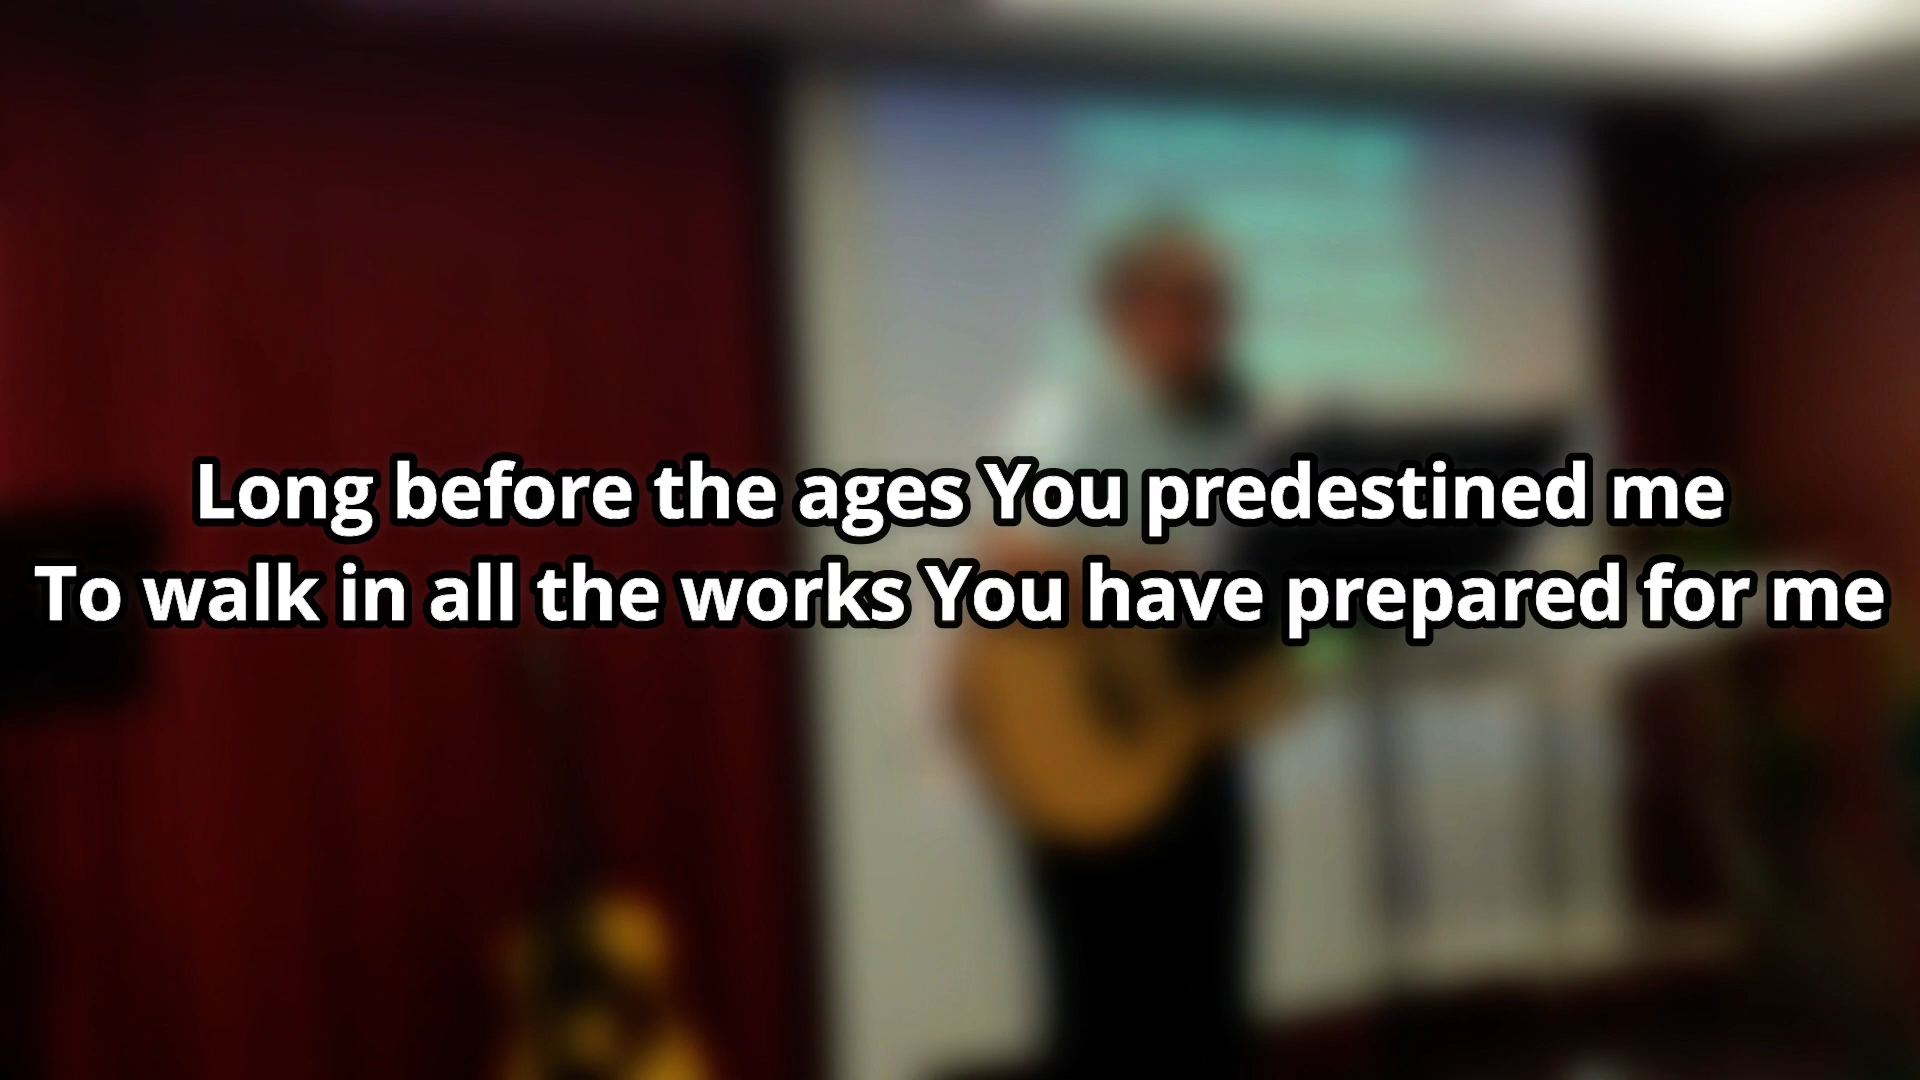 Long before the ages You predestined me
To walk in all the works You have prepared for me